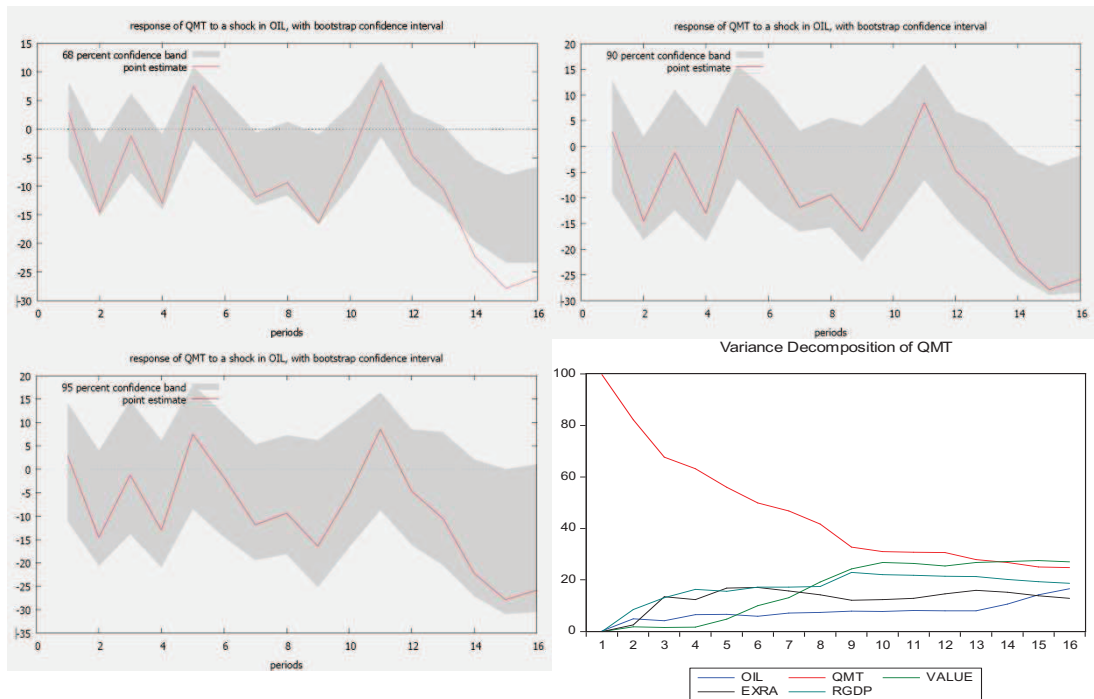 response of QMT to a shock in OIL, with bootstrap confidence interval
68 percent confidence band
point estimate
15
10
5
0
-5
-10
-15
-20
-25
-30
0 2 4 6 8 10 12 14 16
periods
response of QMT to a shock in OIL, with bootstrap confidence interval
90 percent confidence band
point estimate
20
15
10
5
0
-5
-10
-15
-20
-25
-30
0 2 4 6 8 10 12 14 16
periods
response of QMT to a shock in OIL, with bootstrap confidence interval
95 percent confidence band
point estimate
20
15
10
5
0
-5
-10
-15
-20
-25
-30
-35
0 2 4 6 8 10 12 14 16
periods
Variance Decomposition of QMT
100
80
60
40
20
0
1 2 3 4 5 6 7 8 9 10 11 12 13 14 15 16
OIL QMT VALUE
EXRA RGDP